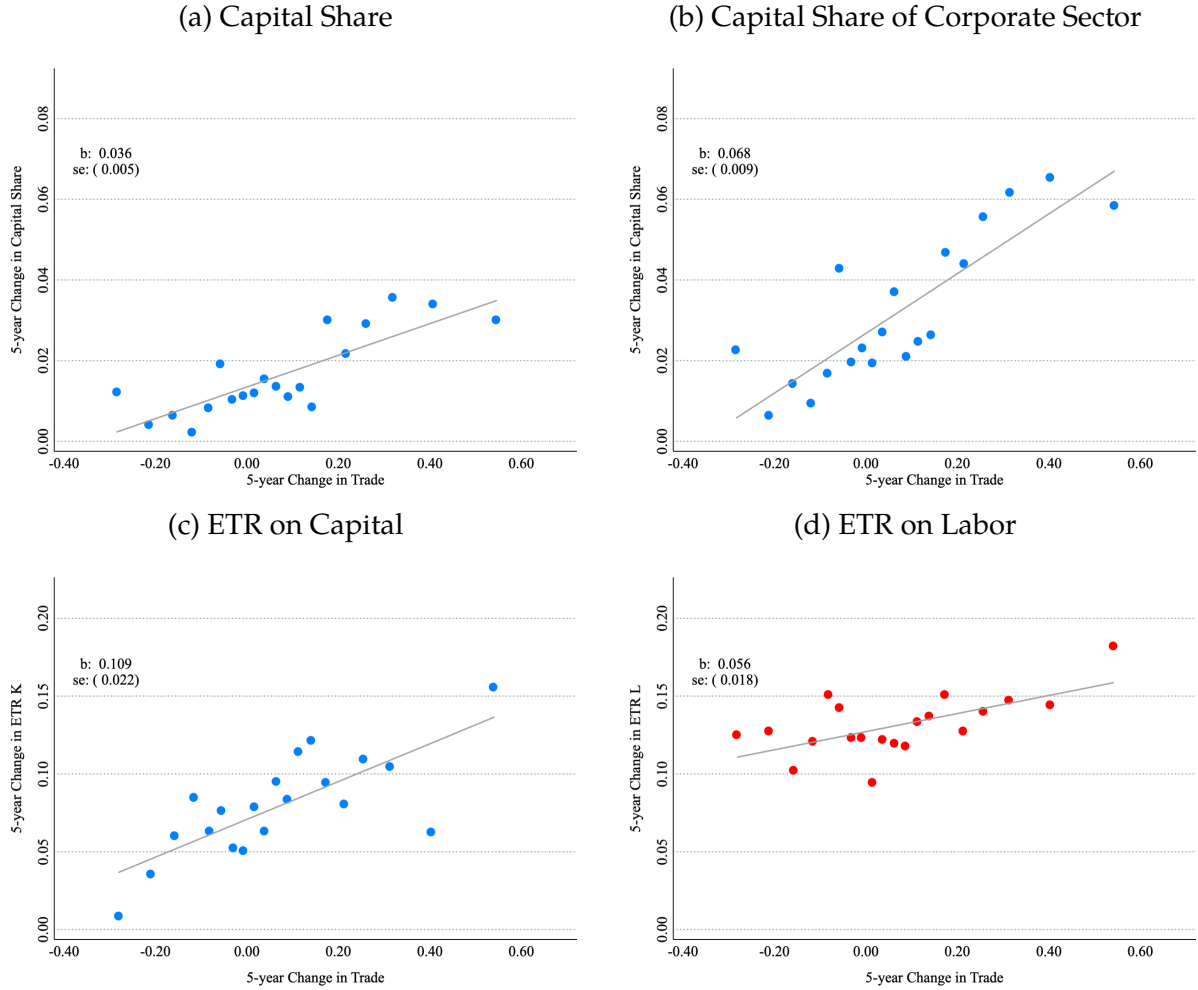 (a) Capital Share
5-year Change in Capital Share
0.08
0.06
0.04
0.02
0.00
b: 0.036
se: ( 0.005)
-0.40 -0.20 0.00 0.20 0.40 0.60
5-year Change in Trade
(b) Capital Share of Corporate Sector
5-year Change in Capital Share
0.08
0.06
0.04
0.02
0.00
b: 0.068
se: ( 0.009)
-0.40 -0.20 0.00 0.20 0.40 0.60
5-year Change in Trade
(c) ETR on Capital
5-year Change in ETR K
0.20
0.15
0.10
0.05
0.00
b: 0.109
se: ( 0.022)
-0.40 -0.20 0.00 0.20 0.40 0.60
5-year Change in Trade
(d) ETR on Labor
5-year Change in ETR L
0.20
0.15
0.10
0.05
0.00
b: 0.056
se: ( 0.018)
-0.40 -0.20 0.00 0.20 0.40 0.60
5-year Change in Trade